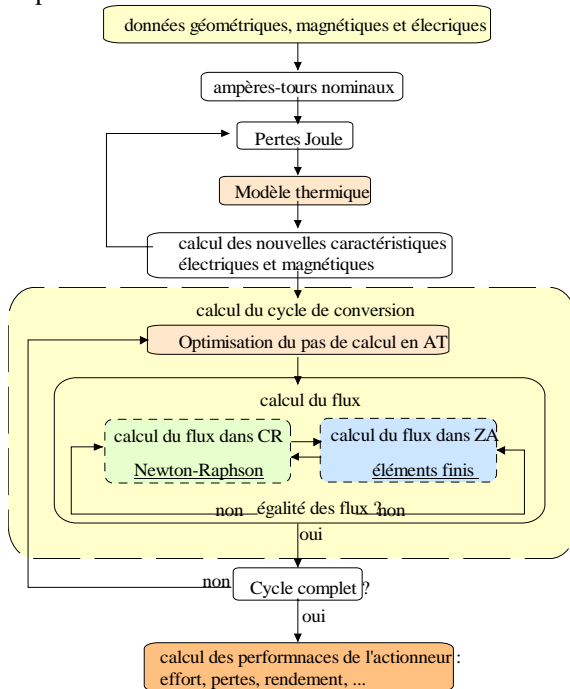 données géométriques, magnétiques et élecriques
ampères-tours nominaux
Pertes Joule
Modèle thermique
calcul des nouvelles caractéristiques
électriques et magnétiques
calcul du cycle de conversion
Optimisation du pas de calcul en AT
calcul du flux
calcul du flux dans CR
Newton-Raphson
calcul du flux dans ZA
éléments finis
non égalité des flux ? non
oui
non
Cycle complet ?
oui
calcul des performnaces de l'actionneur :
effort, pertes, rendement, ...